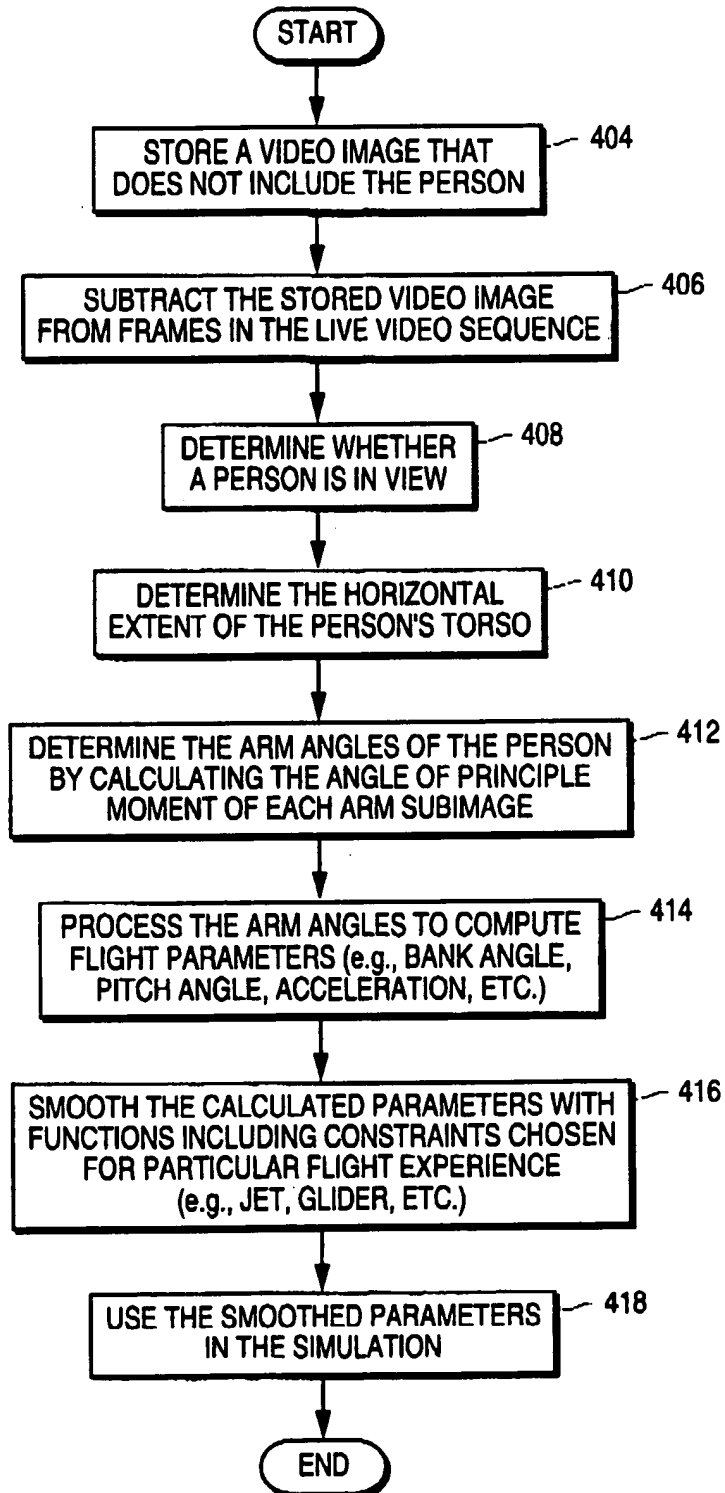 START
STORE A VIDEO IMAGE THAT
DOES NOT INCLUDE THE PERSON
404
SUBTRACT THE STORED VIDEO IMAGE
FROM FRAMES IN THE LIVE VIDEO SEQUENCE
406
DETERMINE WHETHER
A PERSON IS IN VIEW
408
DETERMINE THE HORIZONTAL
EXTENT OF THE PERSON'S TORSO
410
DETERMINE THE ARM ANGLES OF THE PERSON
BY CALCULATING THE ANGLE OF PRINCIPLE
MOMENT OF EACH ARM SUBIMAGE
412
PROCESS THE ARM ANGLES TO COMPUTE
FLIGHT PARAMETERS (e.g., BANK ANGLE,
PITCH ANGLE, ACCELERATION, ETC.)
414
SMOOTH THE CALCULATED PARAMETERS WITH
FUNCTIONS INCLUDING CONSTRAINTS CHOSEN
FOR PARTICULAR FLIGHT EXPERIENCE
(e.g., JET, GLIDER, ETC.)
416
USE THE SMOOTHED PARAMETERS
IN THE SIMULATION
418
END